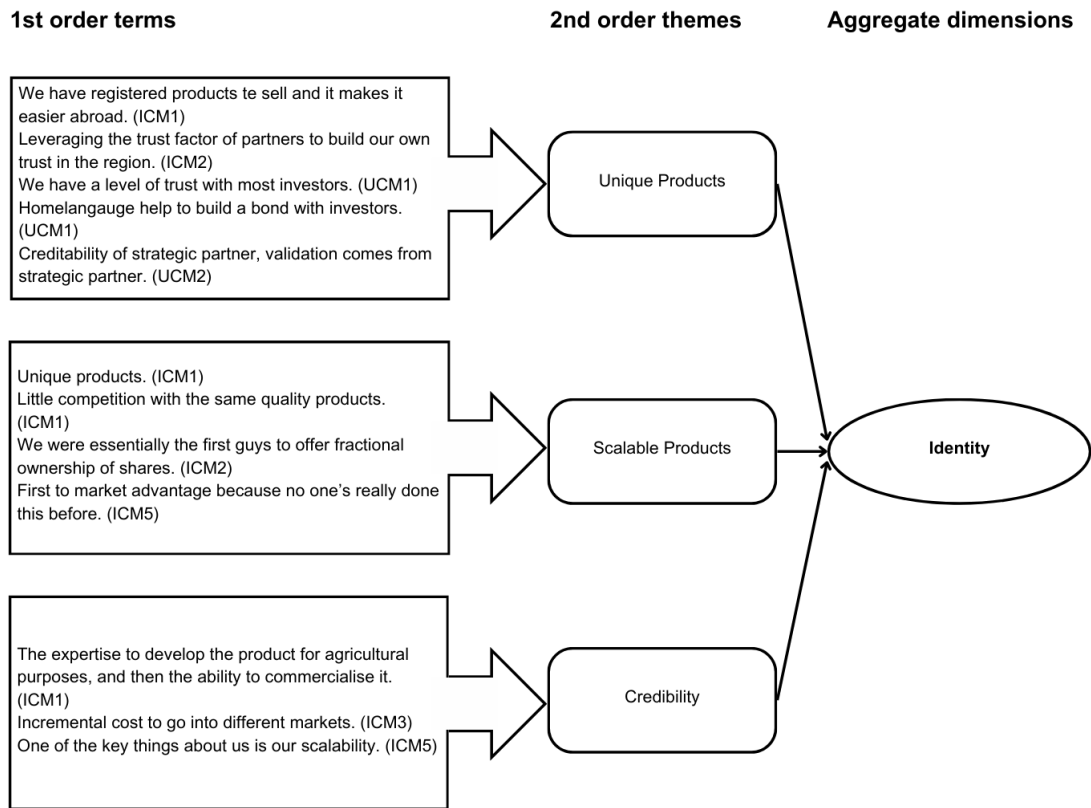 1st order terms
2nd order themes
Aggregate dimensions
We have registered products te sell and it makes it
easier abroad. (ICM1)
Leveraging the trust factor of partners to build our own
trust in the region. (ICM2)
We have a level of trust with most investors. (UCM1)
Homelangauge help to build a bond with investors.
(UCM1)
Creditability of strategic partner, validation comes from
strategic partner. (UCM2)
Unique Products
Unique products. (ICM1)
Little competition with the same quality products.
(ICM1)
We were essentially the first guys to offer fractional
ownership of shares. (ICM2)
First to market advantage because no one’s really done
this before. (ICM5)
Scalable Products
Identity
The expertise to develop the product for agricultural
purposes, and then the ability to commercialise it.
(ICM1)
Incremental cost to go into different markets. (ICM3)
One of the key things about us is our scalability. (ICM5)
Credibility